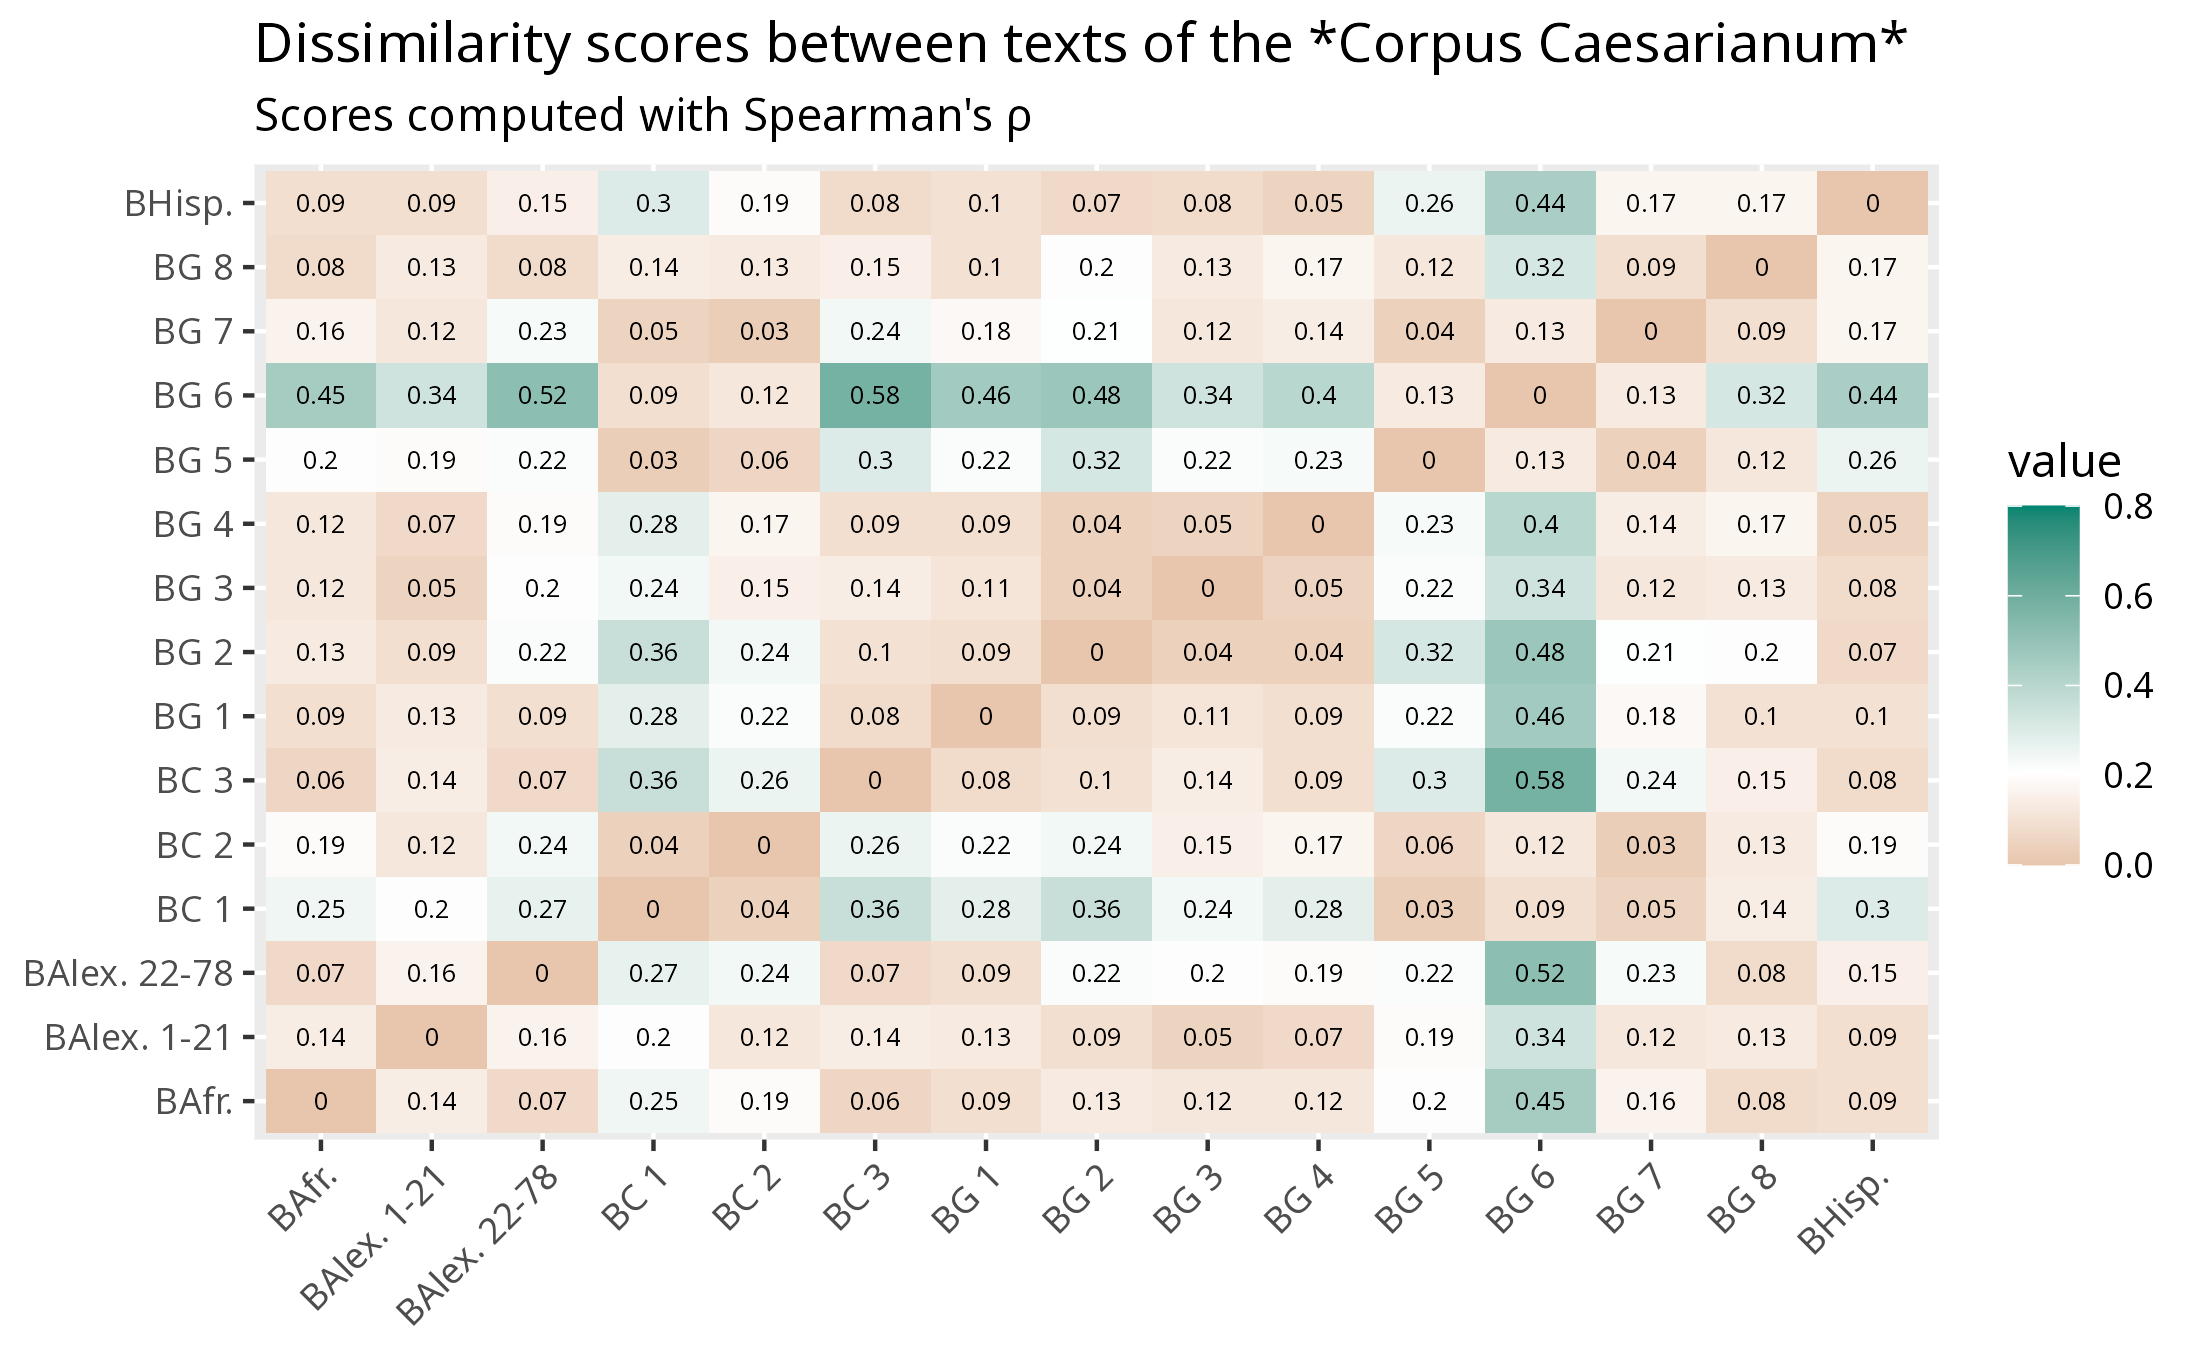 Dissimilarity scores between texts of the *Corpus Caesarianum*
Scores computed with Spearman's ρ
BHisp. 0.09 0.09 0.15 0.3 0.19 0.08 0.1 0.07 0.08 0.05 0.26 0.44 0.17 0.17 0
BG 8 0.08 0.13 0.08 0.14 0.13 0.15 0.1 0.2 0.13 0.17 0.12 0.32 0.09 0 0.17
BG 7 0.16 0.12 0.23 0.05 0.03 0.24 0.18 0.21 0.12 0.14 0.04 0.13 0 0.09 0.17
BG 6 0.45 0.34 0.52 0.09 0.12 0.58 0.46 0.48 0.34 0.4 0.13 0 0.13 0.32 0.44
BG 5 0.2 0.19 0.22 0.03 0.06 0.3 0.22 0.32 0.22 0.23 0 0.13 0.04 0.12 0.26
BG 4 0.12 0.07 0.19 0.28 0.17 0.09 0.09 0.04 0.05 0 0.23 0.4 0.14 0.17 0.05
BG 3 0.12 0.05 0.2 0.24 0.15 0.14 0.11 0.04 0 0.05 0.22 0.34 0.12 0.13 0.08
BG 2 0.13 0.09 0.22 0.36 0.24 0.1 0.09 0 0.04 0.04 0.32 0.48 0.21 0.2 0.07
BG 1 0.09 0.13 0.09 0.28 0.22 0.08 0 0.09 0.11 0.09 0.22 0.46 0.18 0.1 0.1
BC 3 0.06 0.14 0.07 0.36 0.26 0 0.08 0.1 0.14 0.09 0.3 0.58 0.24 0.15 0.08
BC 2 0.19 0.12 0.24 0.04 0 0.26 0.22 0.24 0.15 0.17 0.06 0.12 0.03 0.13 0.19
BC 1 0.25 0.2 0.27 0 0.04 0.36 0.28 0.36 0.24 0.28 0.03 0.09 0.05 0.14 0.3
BAlex. 22-78 0.07 0.16 0 0.27 0.24 0.07 0.09 0.22 0.2 0.19 0.22 0.52 0.23 0.08 0.15
BAlex. 1-21 0.14 0 0.16 0.2 0.12 0.14 0.13 0.09 0.05 0.07 0.19 0.34 0.12 0.13 0.09
BAfr. 0 0.14 0.07 0.25 0.19 0.06 0.09 0.13 0.12 0.12 0.2 0.45 0.16 0.08 0.09
BAfr. BAlex. 1-21 BAlex. 22-78 BC 1 BC 2 BC 3 BG 1 BG 2 BG 3 BG 4 BG 5 BG 6 BG 7 BG 8 BHisp.
value
0.8
0.6
0.4
0.2
0.0